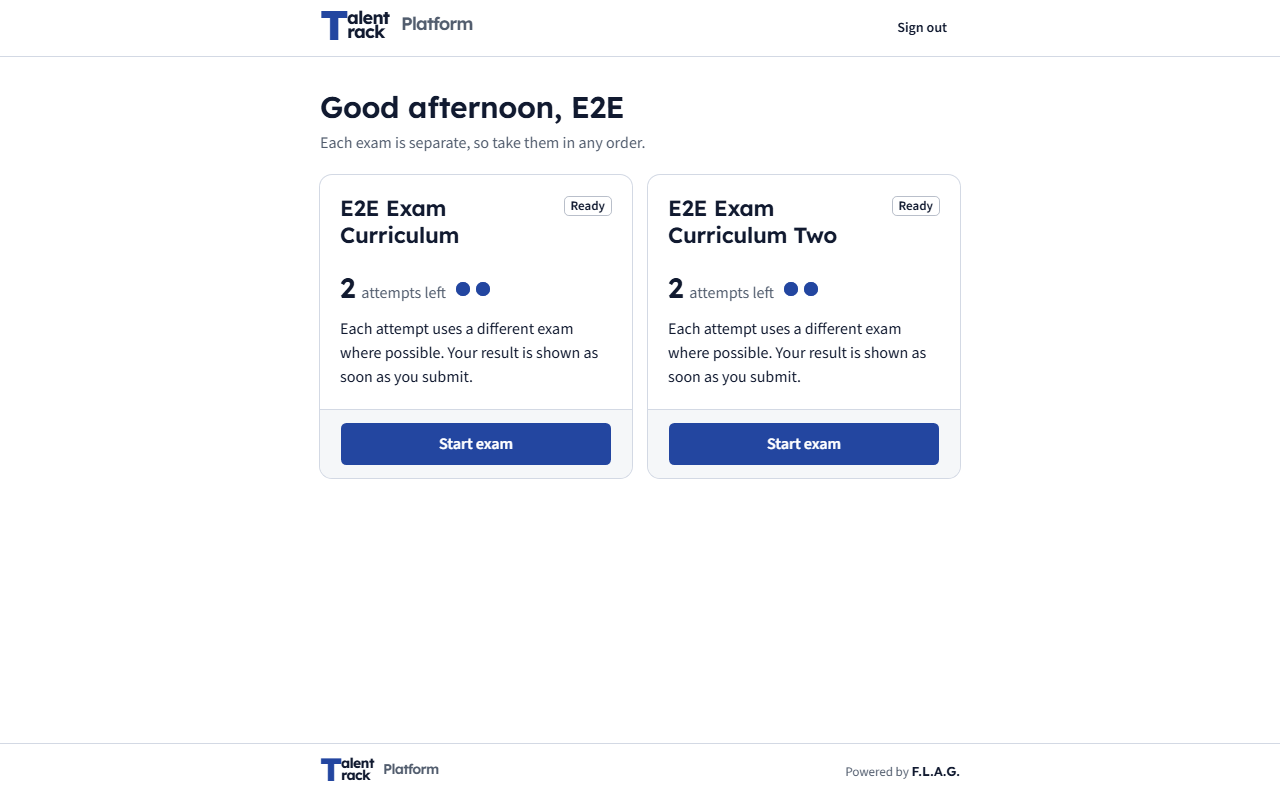 Talent
rack
Platform
Sign out
Good afternoon, E2E
Each exam is separate, so take them in any order.
E2E Exam
Curriculum
Ready
2 attempts left
Each attempt uses a different exam
where possible. Your result is shown as
soon as you submit.
Start exam
E2E Exam
Curriculum Two
Ready
2 attempts left
Each attempt uses a different exam
where possible. Your result is shown as
soon as you submit.
Start exam
Talent
rack
Platform
Powered by F.L.A.G.